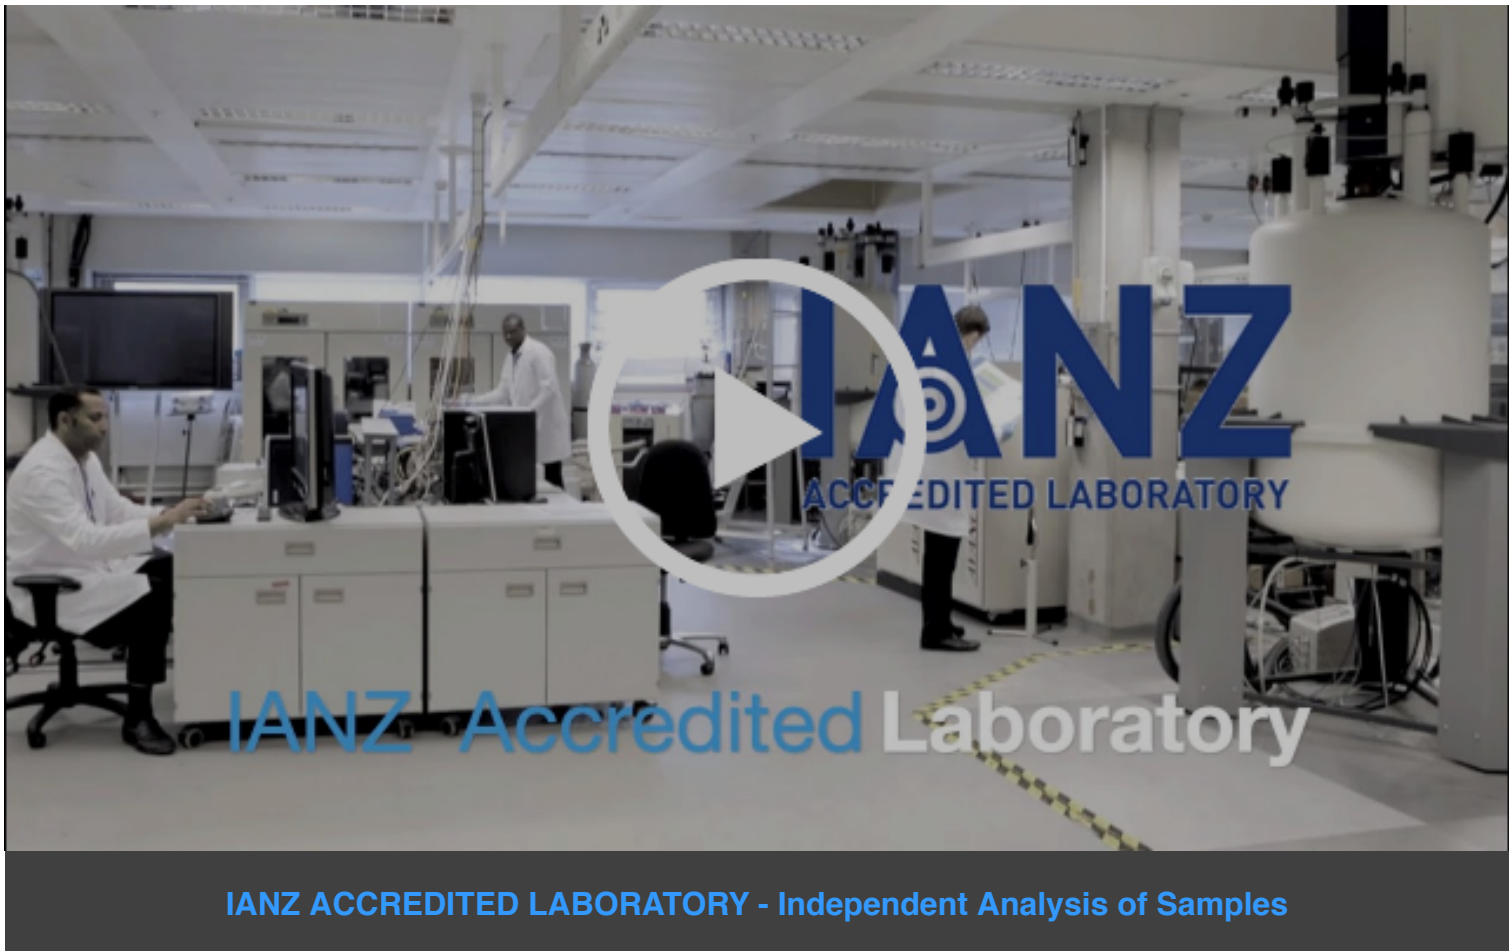 IANZ
ACCREDITED LABORATORY
IANZ Accredited Laboratory
IANZ ACCREDITED LABORATORY - Independent Analysis of Samples